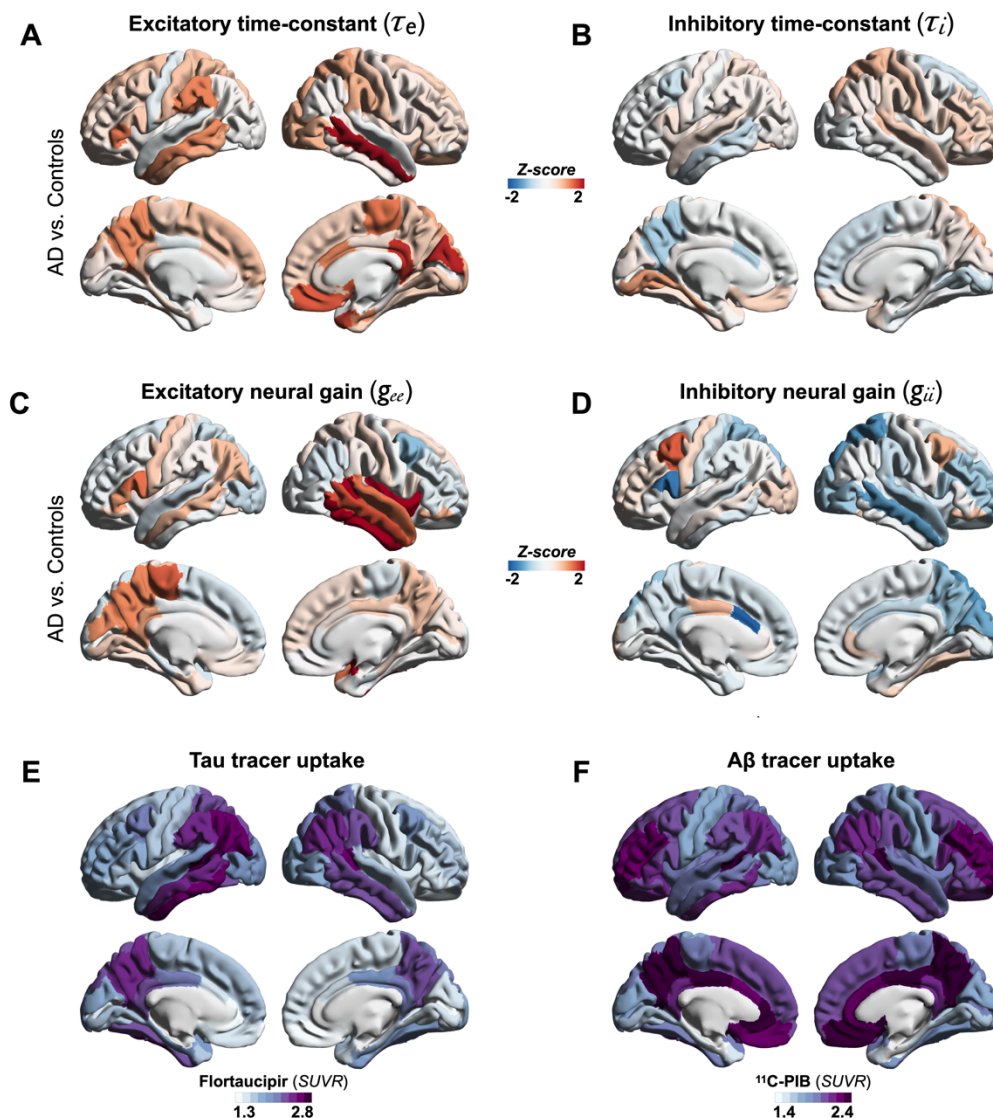 A
Excitatory time-constant (τe)
B
Inhibitory time-constant (τi)
AD vs. Controls
Z-score
-2 2
C
Excitatory neural gain (gee)
D
Inhibitory neural gain (gii)
AD vs. Controls
Z-score
-2 2
E
Tau tracer uptake
F
Aβ tracer uptake
Flortaucipir (SUVR)
1.3 2.8
¹¹C-PIB (SUVR)
1.4 2.4